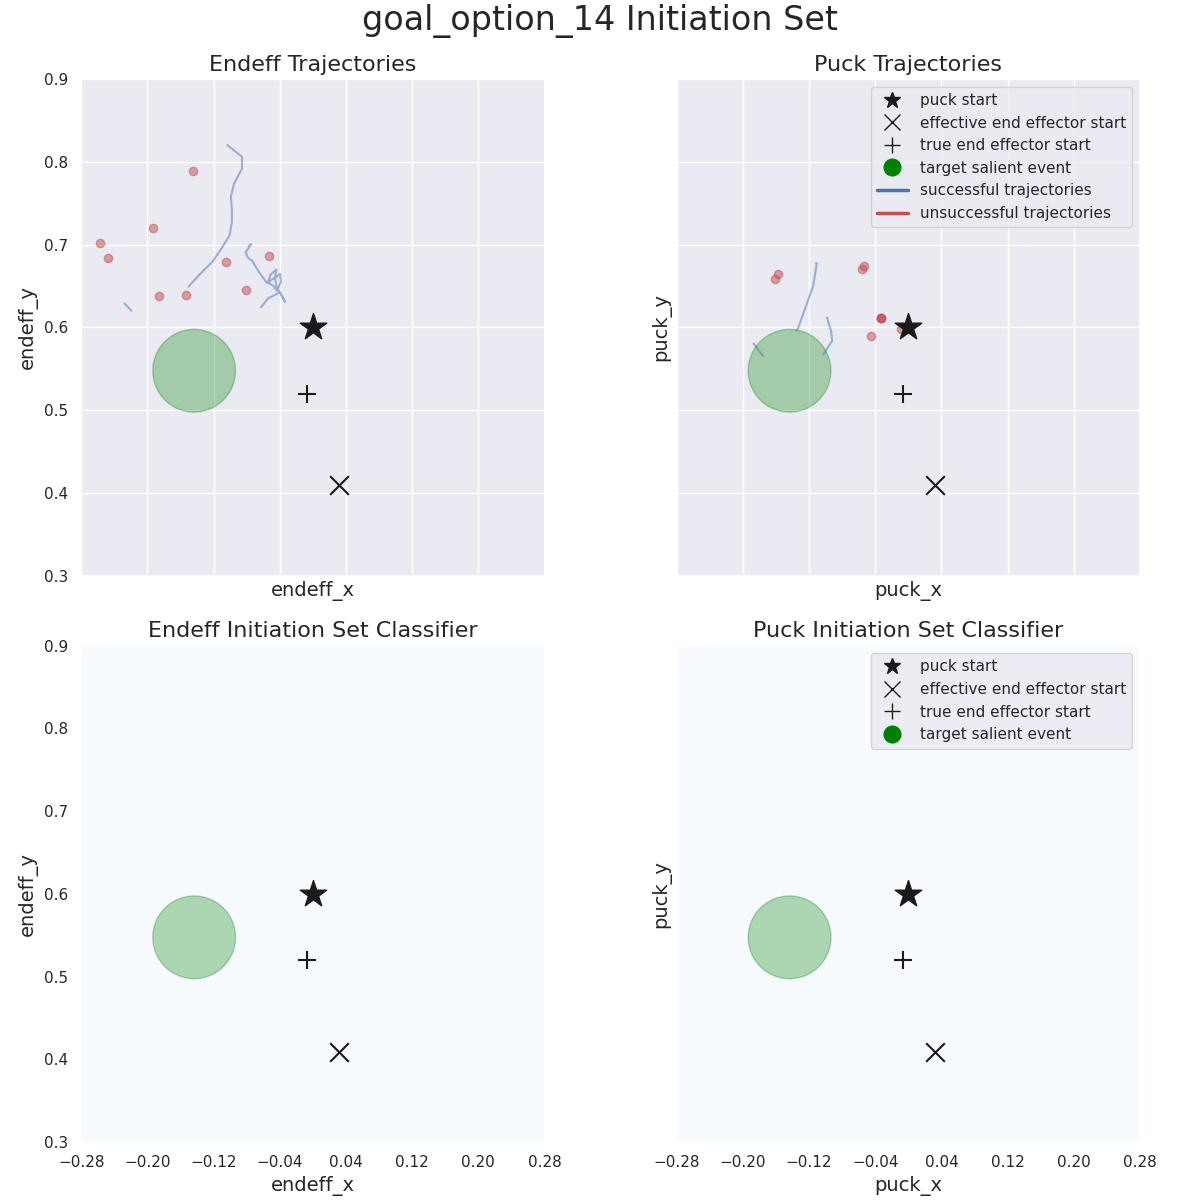 goal_option_14 Initiation Set
Endeff Trajectories
0.9
0.8
0.7
0.6
0.5
0.4
0.3
endeff_y
endeff_x
Puck Trajectories
puck start
effective end effector start
true end effector start
target salient event
successful trajectories
unsuccessful trajectories
puck_y
puck_x
Endeff Initiation Set Classifier
0.9
0.8
0.7
0.6
0.5
0.4
0.3
endeff_y
−0.28 −0.20 −0.12 −0.04 0.04 0.12 0.20 0.28
endeff_x
Puck Initiation Set Classifier
puck start
effective end effector start
true end effector start
target salient event
puck_y
−0.28 −0.20 −0.12 −0.04 0.04 0.12 0.20 0.28
puck_x